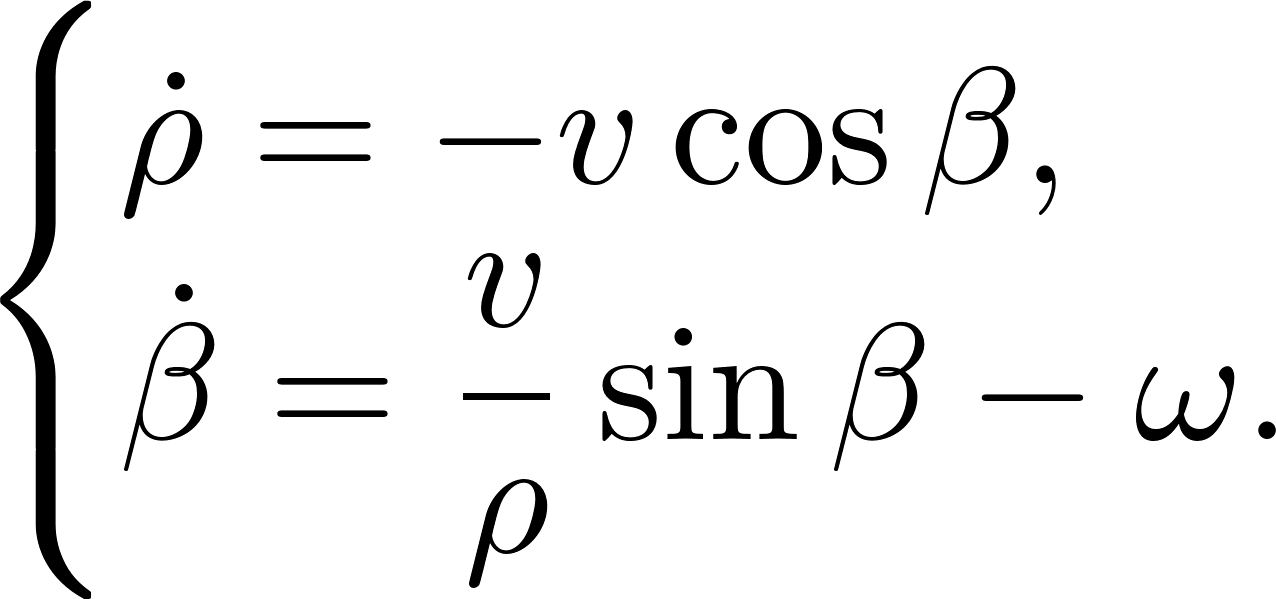 ρ̇ = −v cos β,
β̇ = v/ρ sin β − ω.